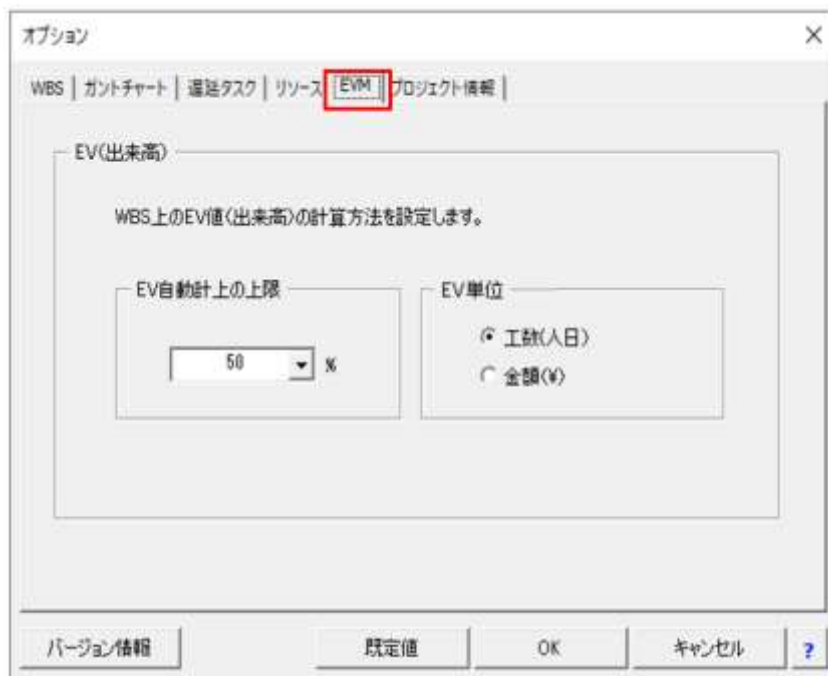 オプション
WBS | ガントチャート | 遅延タスク | リソース | EVM | プロジェクト情報 |
EV(出来高)
WBS上のEV値(出来高)の計算方法を設定します。
EV自動計上の上限
EV単位
50 %
工数(人日)
金額(¥)
バージョン情報
既定値
OK
キャンセル
?